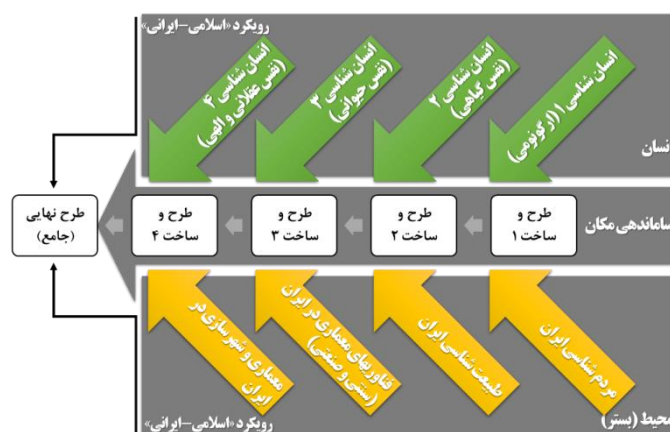 رویکرد «اسلامی-ایرانی»
انسان شناسی ۱ (ارگونومی)
انسان شناسی ۲
(نفس گیاهی)
انسان شناسی ۳
(نفس حیوانی)
انسان شناسی ۴
(نفس عقلانی و الهی)
نسان
ساماندهی مکان
طرح و
ساخت ۱
طرح و
ساخت ۲
طرح و
ساخت ۳
طرح و
ساخت ۴
طرح نهایی
(جامع)
مردم شناسی ایران
طبیعت شناسی ایران
فناوریهای معماری در ایران
(سنتی و صنعتی)
معماری و شهر سازی در
ایران
محیط (بستر)
رویکرد «اسلامی-ایرانی»